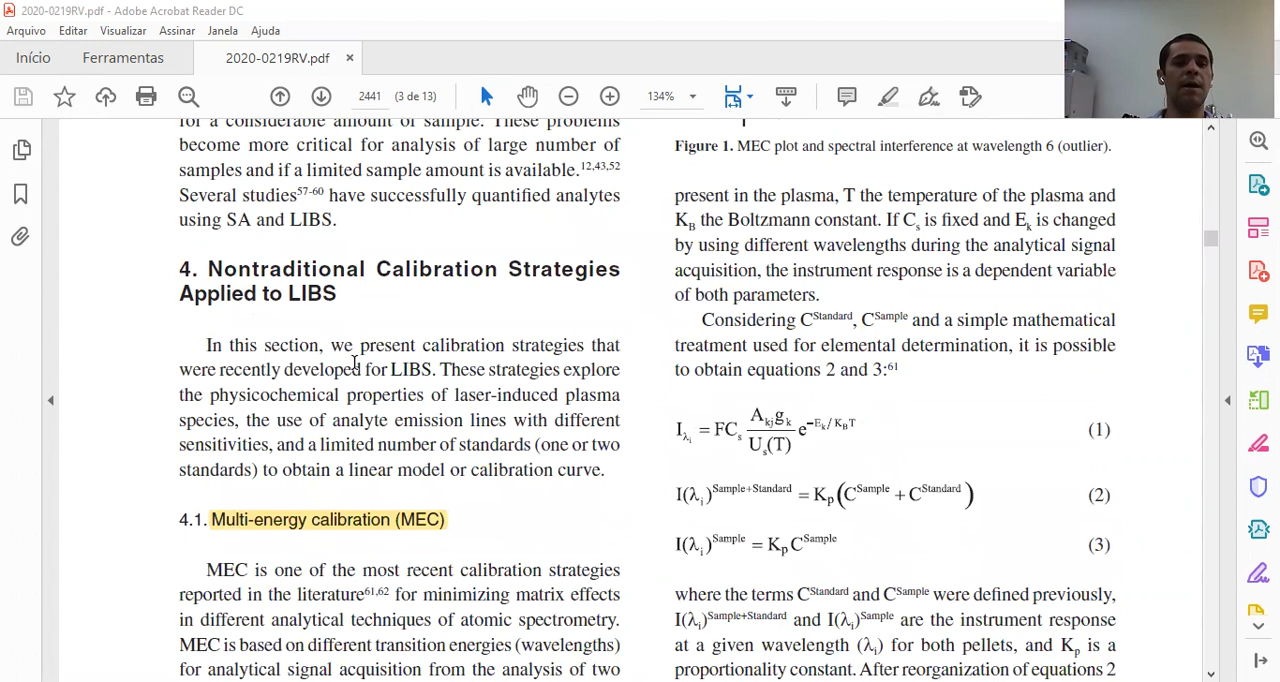 2020-0219RV.pdf - Adobe Acrobat Reader DC
Arquivo Editar Visualizar Assinar Janela Ajuda
Início Ferramentas 2020-0219RV.pdf ×
2441 (3 de 13) 134%
for a considerable amount of sample. These problems
become more critical for analysis of large number of
samples and if a limited sample amount is available.12,43,52
Several studies57-60 have successfully quantified analytes
using SA and LIBS.
4. Nontraditional Calibration Strategies
Applied to LIBS
In this section, we present calibration strategies that
were recently developed for LIBS. These strategies explore
the physicochemical properties of laser-induced plasma
species, the use of analyte emission lines with different
sensitivities, and a limited number of standards (one or two
standards) to obtain a linear model or calibration curve.
4.1. Multi-energy calibration (MEC)
MEC is one of the most recent calibration strategies
reported in the literature61,62 for minimizing matrix effects
in different analytical techniques of atomic spectrometry.
MEC is based on different transition energies (wavelengths)
for analytical signal acquisition from the analysis of two
Figure 1. MEC plot and spectral interference at wavelength 6 (outlier).
present in the plasma, T the temperature of the plasma and
KB the Boltzmann constant. If Cs is fixed and Ek is changed
by using different wavelengths during the analytical signal
acquisition, the instrument response is a dependent variable
of both parameters.
Considering CStandard, CSample and a simple mathematical
treatment used for elemental determination, it is possible
to obtain equations 2 and 3:61
Iλi = FCs Akjgk / Us(T) e–Ek/KBT (1)
I(λi)Sample+Standard = Kp(CSample + CStandard) (2)
I(λi)Sample = KpCSample (3)
where the terms CStandard and CSample were defined previously,
I(λi)Sample+Standard and I(λi)Sample are the instrument response
at a given wavelength (λi) for both pellets, and Kp is a
proportionality constant. After reorganization of equations 2